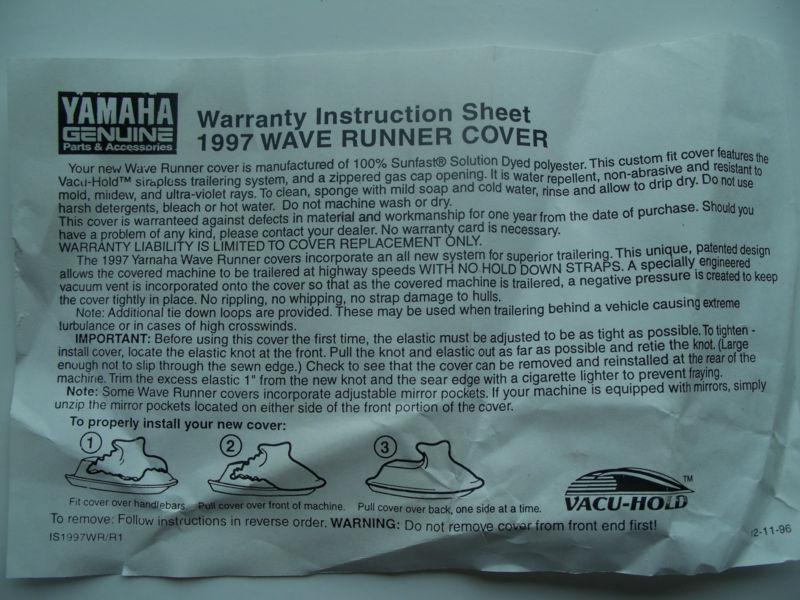 YAMAHA
GENUINE
Parts & Accessories
Warranty Instruction Sheet
1997 WAVE RUNNER COVER
Your new Wave Runner cover is manufactured of 100% Sunfast® Solution Dyed polyester. This custom fit cover features the
Vacu-Hold™ strapless trailering system, and a zippered gas cap opening. It is water repellent, non-abrasive and resistant to
mold, mildew, and ultra-violet rays. To clean, sponge with mild soap and cold water, rinse and allow to drip dry. Do not use
harsh detergents, bleach or hot water. Do not machine wash or dry.
This cover is warranteed against defects in material and workmanship for one year from the date of purchase. Should you
have a problem of any kind, please contact your dealer. No warranty card is necessary.
WARRANTY LIABILITY IS LIMITED TO COVER REPLACEMENT ONLY.
The 1997 Yamaha Wave Runner covers incorporate an all new system for superior trailering. This unique, patented design
allows the covered machine to be trailered at highway speeds WITH NO HOLD DOWN STRAPS. A specially engineered
vacuum vent is incorporated onto the cover so that as the covered machine is trailered, a negative pressure is created to keep
the cover tightly in place. No rippling, no whipping, no strap damage to hulls.
Note: Additional tie down loops are provided. These may be used when trailering behind a vehicle causing extreme
turbulance or in cases of high crosswinds.
IMPORTANT: Before using this cover the first time, the elastic must be adjusted to be as tight as possible. To tighten -
install cover, locate the elastic knot at the front. Pull the knot and elastic out as far as possible and retie the knot. (Large
enough not to slip through the sewn edge.) Check to see that the cover can be removed and reinstalled at the rear of the
machine. Trim the excess elastic 1" from the new knot and the sear edge with a cigarette lighter to prevent fraying.
Note: Some Wave Runner covers incorporate adjustable mirror pockets. If your machine is equipped with mirrors, simply
unzip the mirror pockets located on either side of the front portion of the cover.
To properly install your new cover:
1 2 3
Fit cover over handlebars. Pull cover over front of machine. Pull cover over back, one side at a time.
VACU-HOLD™
To remove: Follow instructions in reverse order. WARNING: Do not remove cover from front end first!
IS1997WR/R1
12-11-96